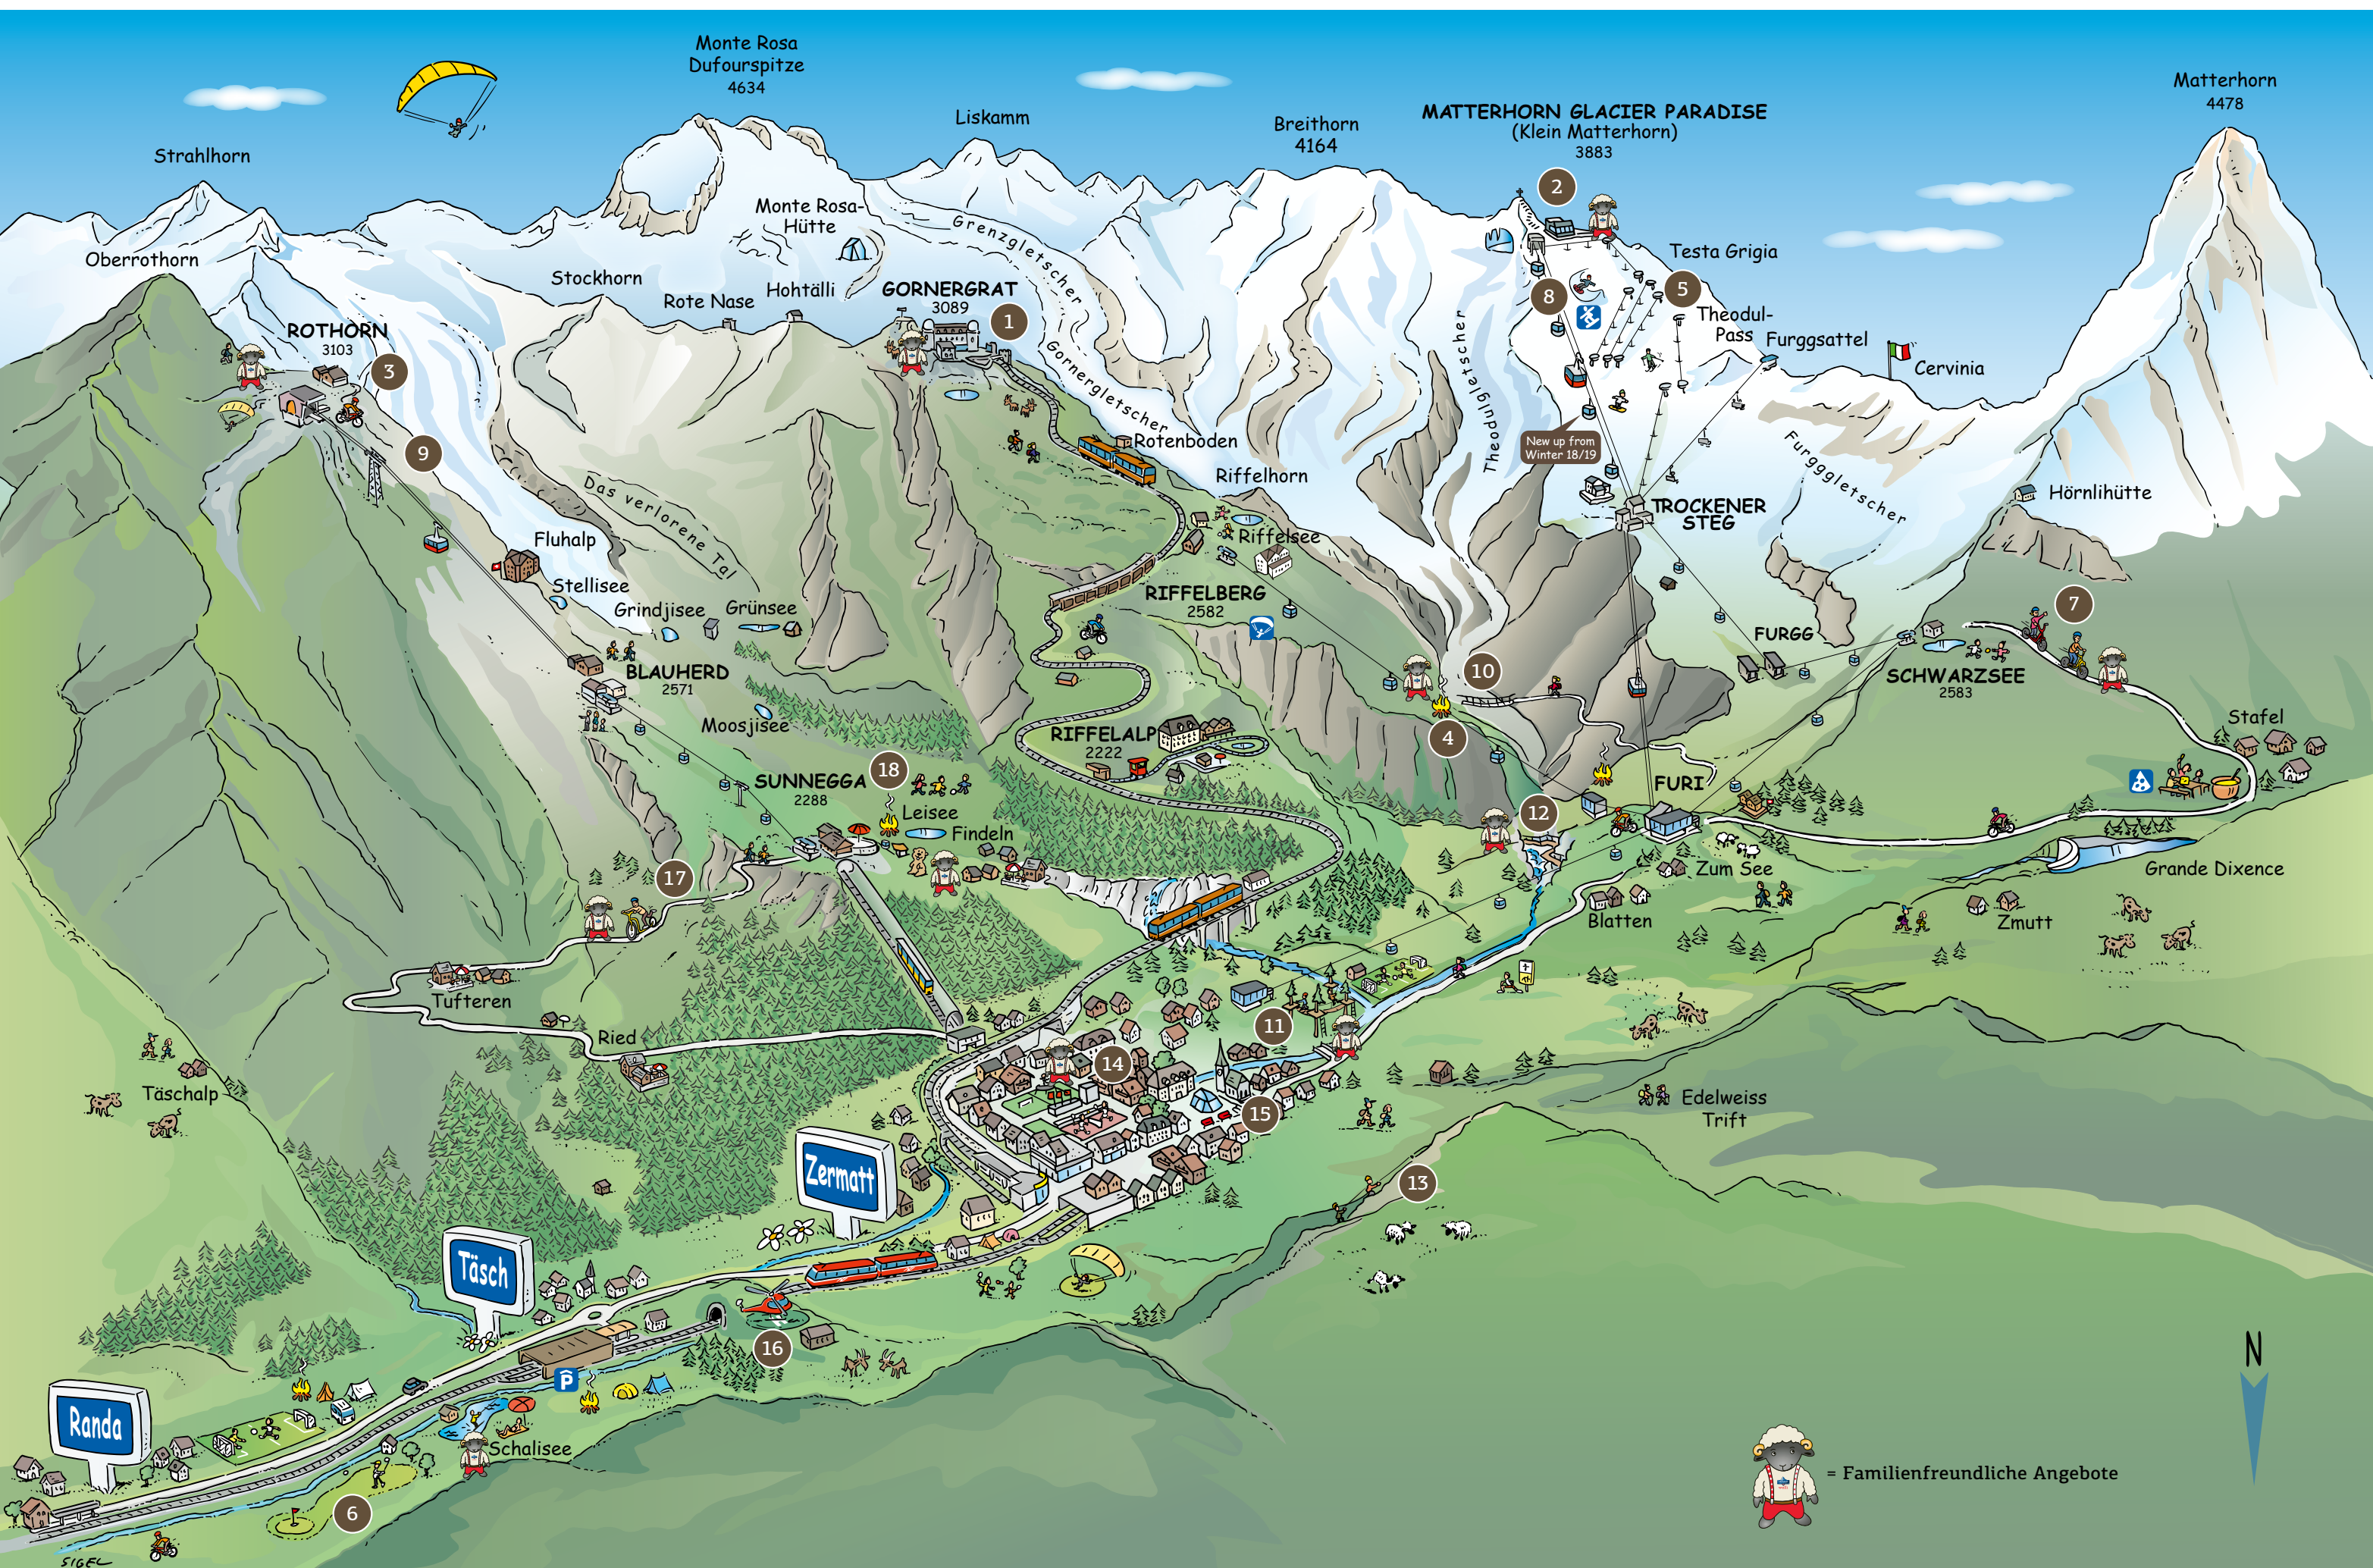 Monte Rosa
Dufourspitze
4634
Matterhorn
4478
Liskamm
MATTERHORN GLACIER PARADISE
(Klein Matterhorn)
3883
Breithorn
4164
Strahlhorn
2
Monte Rosa-
Hütte
Grenzgletscher
Testa Grigia
Oberrothorn
Stockhorn
Rote Nase
Hohtälli
GORNERGRAT
3089
1
8
5
Theodul-
Pass
Furggsattel
Cervinia
ROTHORN
3103
3
Gornergletscher
Theodulgletscher
9
Rotenboden
New up from
Winter 18/19
Furggletscher
Riffelhorn
Hörnlihütte
Das verlorene Tal
TROCKENER
STEG
Fluhalp
Riffelsee
Stellisee
RIFFELBERG
2582
Grindjisee
Grünsee
7
FURGG
BLAUHERD
2571
10
SCHWARZSEE
2583
Moosjisee
RIFFELALP
2222
4
Stafel
SUNNEGGA
2288
18
FURI
Leisee
12
Findeln
Zum See
Grande Dixence
17
Blatten
Zmutt
Tufteren
Ried
11
14
Täschalp
Edelweiss
Trift
15
Zermatt
13
Täsch
16
P
Randa
Schalisee
6
N
= Familienfreundliche Angebote
SIGEL